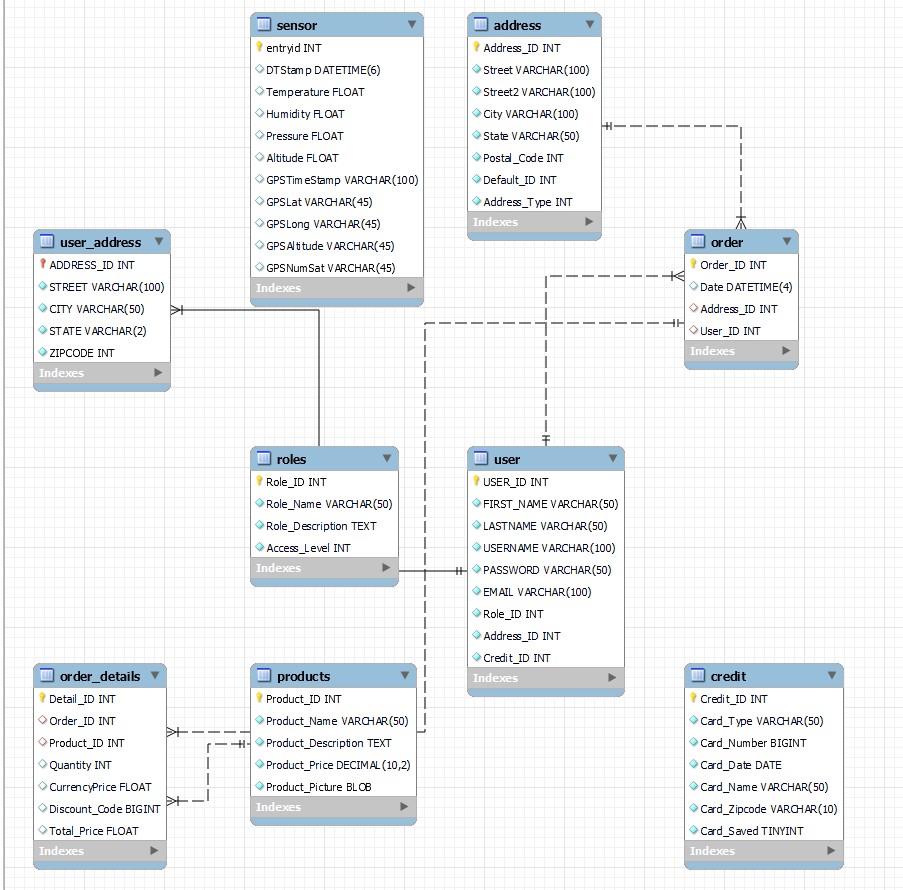 sensor
entryid INT
DTStamp DATETIME(6)
Temperature FLOAT
Humidity FLOAT
Pressure FLOAT
Altitude FLOAT
GPSTimeStamp VARCHAR(100)
GPSLat VARCHAR(45)
GPSLong VARCHAR(45)
GPSAltitude VARCHAR(45)
GPSNumSat VARCHAR(45)
Indexes
address
Address_ID INT
Street VARCHAR(100)
Street2 VARCHAR(100)
City VARCHAR(100)
State VARCHAR(50)
Postal_Code INT
Default_ID INT
Address_Type INT
Indexes
user_address
ADDRESS_ID INT
STREET VARCHAR(100)
CITY VARCHAR(50)
STATE VARCHAR(2)
ZIPCODE INT
Indexes
order
Order_ID INT
Date DATETIME(4)
Address_ID INT
User_ID INT
Indexes
roles
Role_ID INT
Role_Name VARCHAR(50)
Role_Description TEXT
Access_Level INT
Indexes
user
USER_ID INT
FIRST_NAME VARCHAR(50)
LASTNAME VARCHAR(50)
USERNAME VARCHAR(100)
PASSWORD VARCHAR(50)
EMAIL VARCHAR(100)
Role_ID INT
Address_ID INT
Credit_ID INT
Indexes
order_details
Detail_ID INT
Order_ID INT
Product_ID INT
Quantity INT
CurrencyPrice FLOAT
Discount_Code BIGINT
Total_Price FLOAT
Indexes
products
Product_ID INT
Product_Name VARCHAR(50)
Product_Description TEXT
Product_Price DECIMAL(10,2)
Product_Picture BLOB
Indexes
credit
Credit_ID INT
Card_Type VARCHAR(50)
Card_Number BIGINT
Card_Date DATE
Card_Name VARCHAR(50)
Card_Zipcode VARCHAR(10)
Card_Saved TINYINT
Indexes